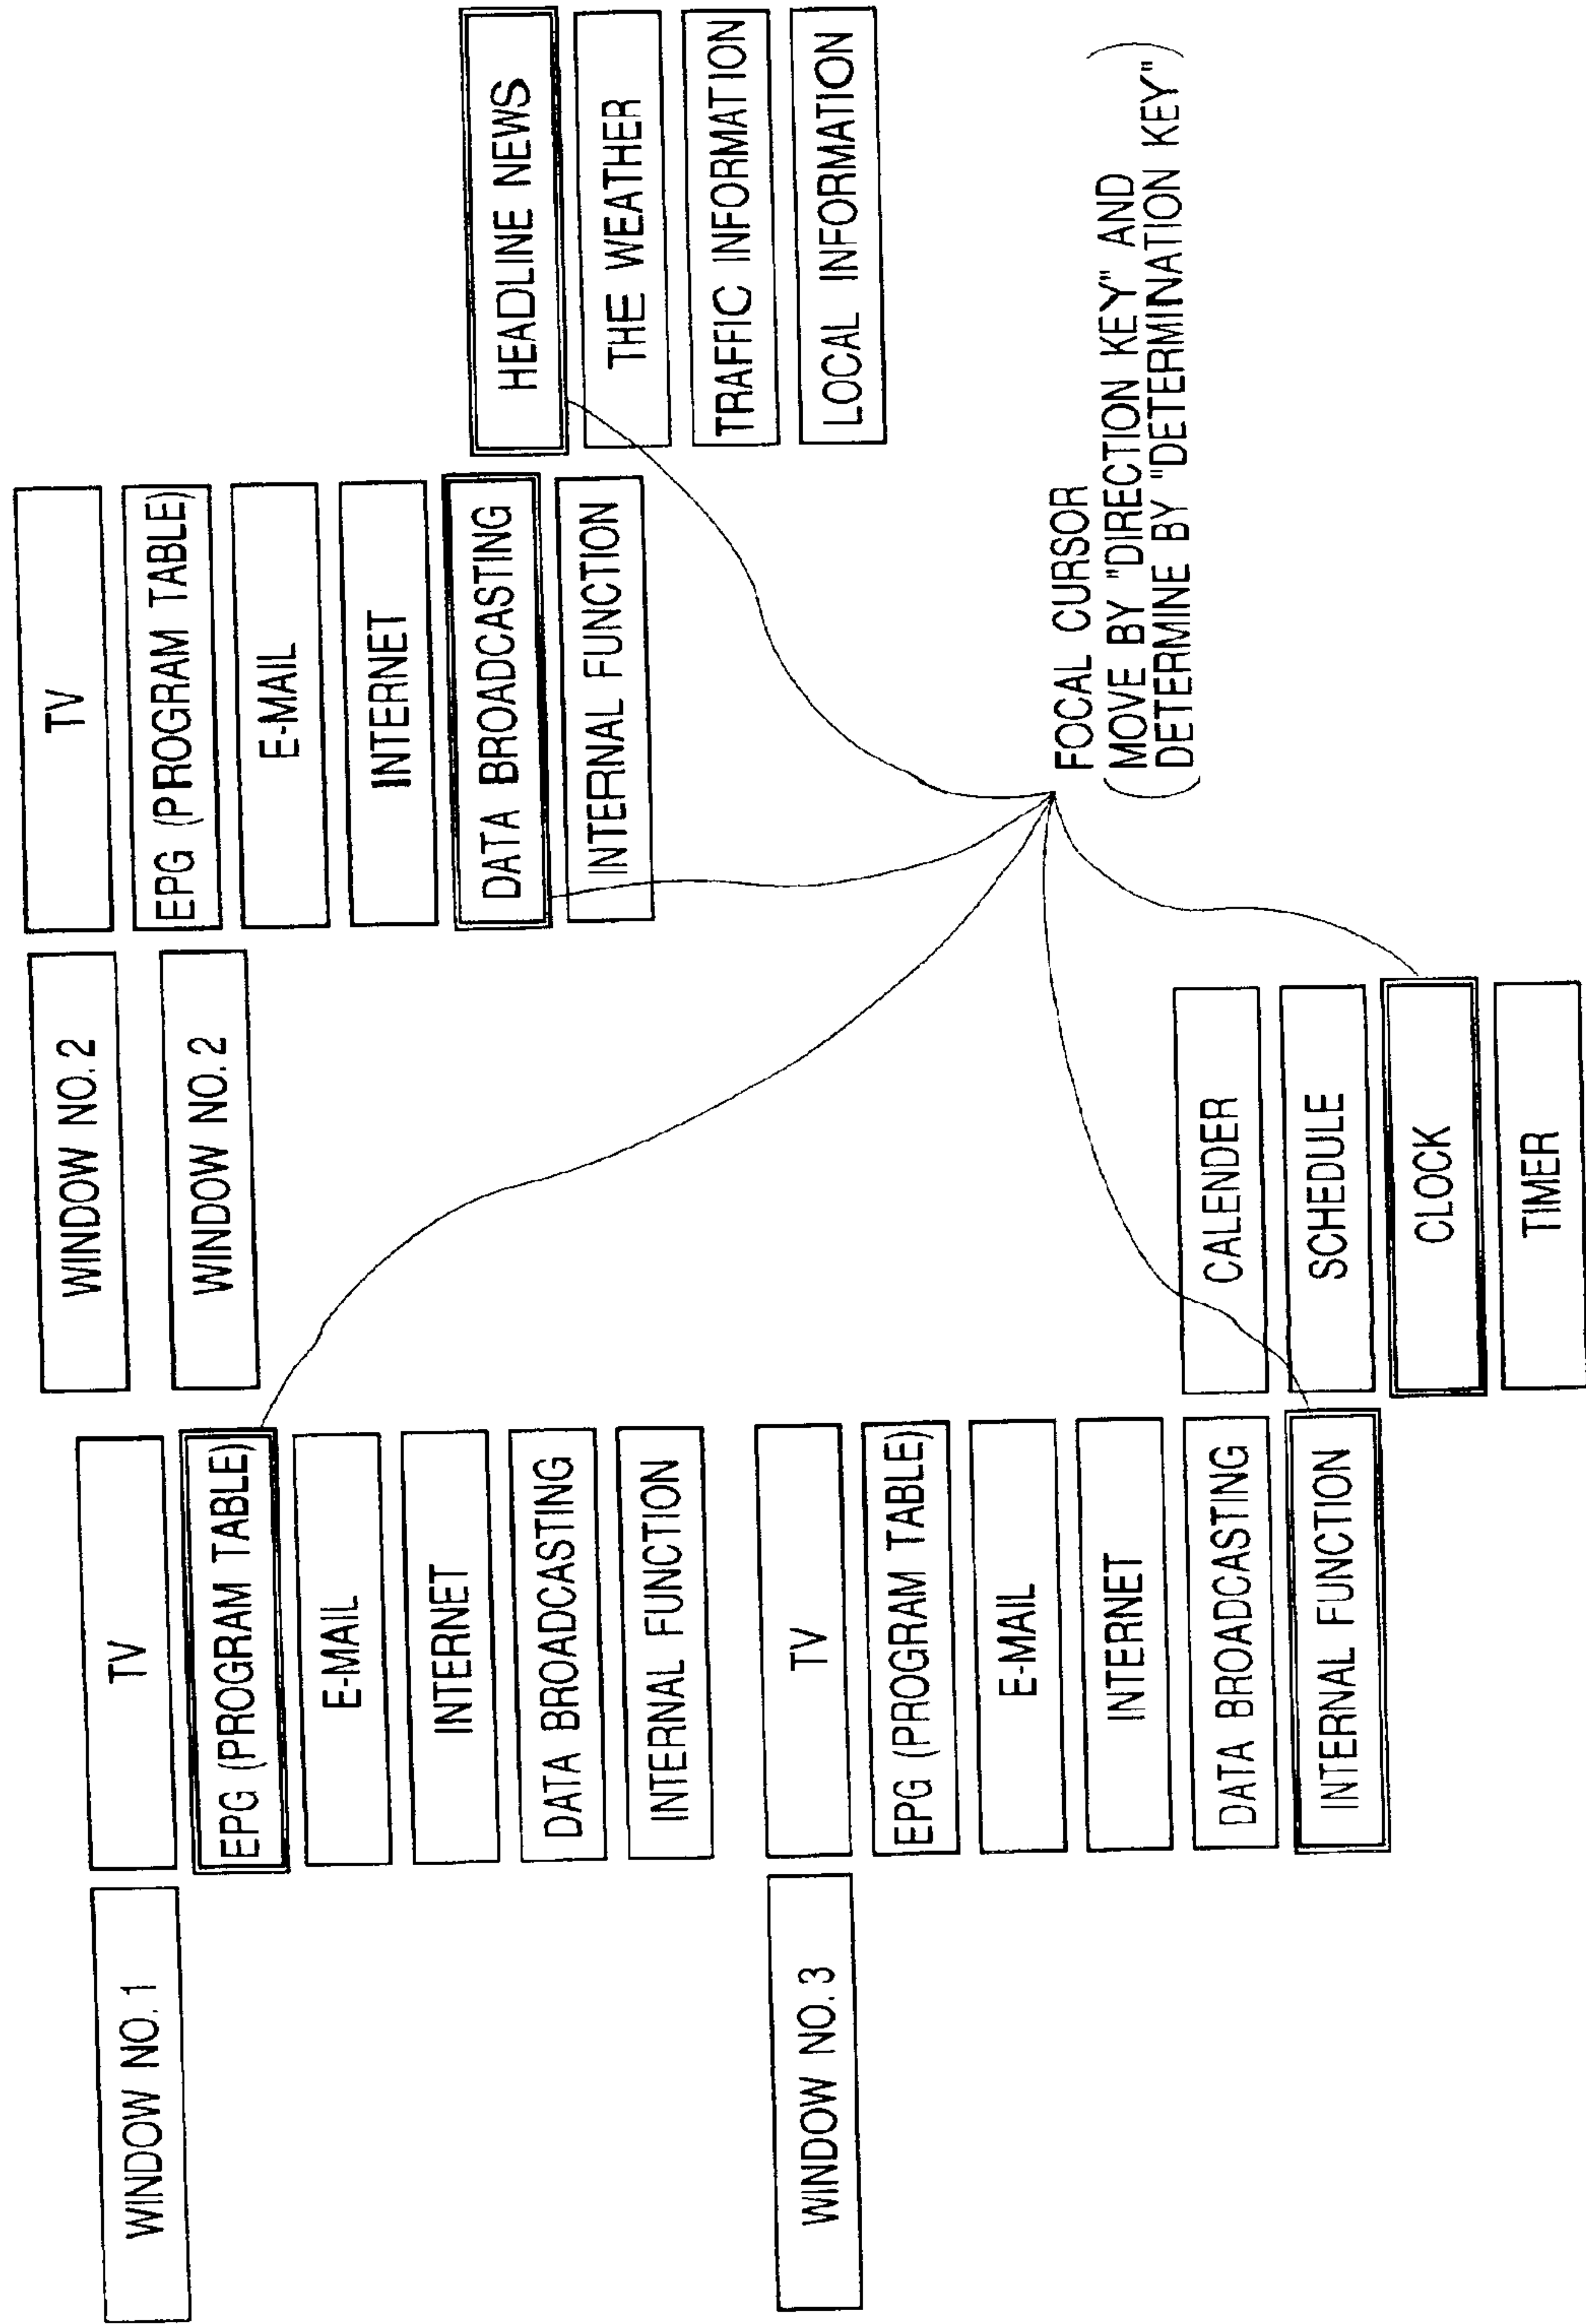 WINDOW NO. 1
TV
EPG (PROGRAM TABLE)
E-MAIL
INTERNET
DATA BROADCASTING
INTERNAL FUNCTION
WINDOW NO. 2
WINDOW NO. 2
TV
EPG (PROGRAM TABLE)
E-MAIL
INTERNET
DATA BROADCASTING
INTERNAL FUNCTION
HEADLINE NEWS
THE WEATHER
TRAFFIC INFORMATION
LOCAL INFORMATION
WINDOW NO. 3
TV
EPG (PROGRAM TABLE)
E-MAIL
INTERNET
DATA BROADCASTING
INTERNAL FUNCTION
CALENDER
SCHEDULE
CLOCK
TIMER
FOCAL CURSOR
(MOVE BY "DIRECTION KEY" AND
DETERMINE BY "DETERMINATION KEY")